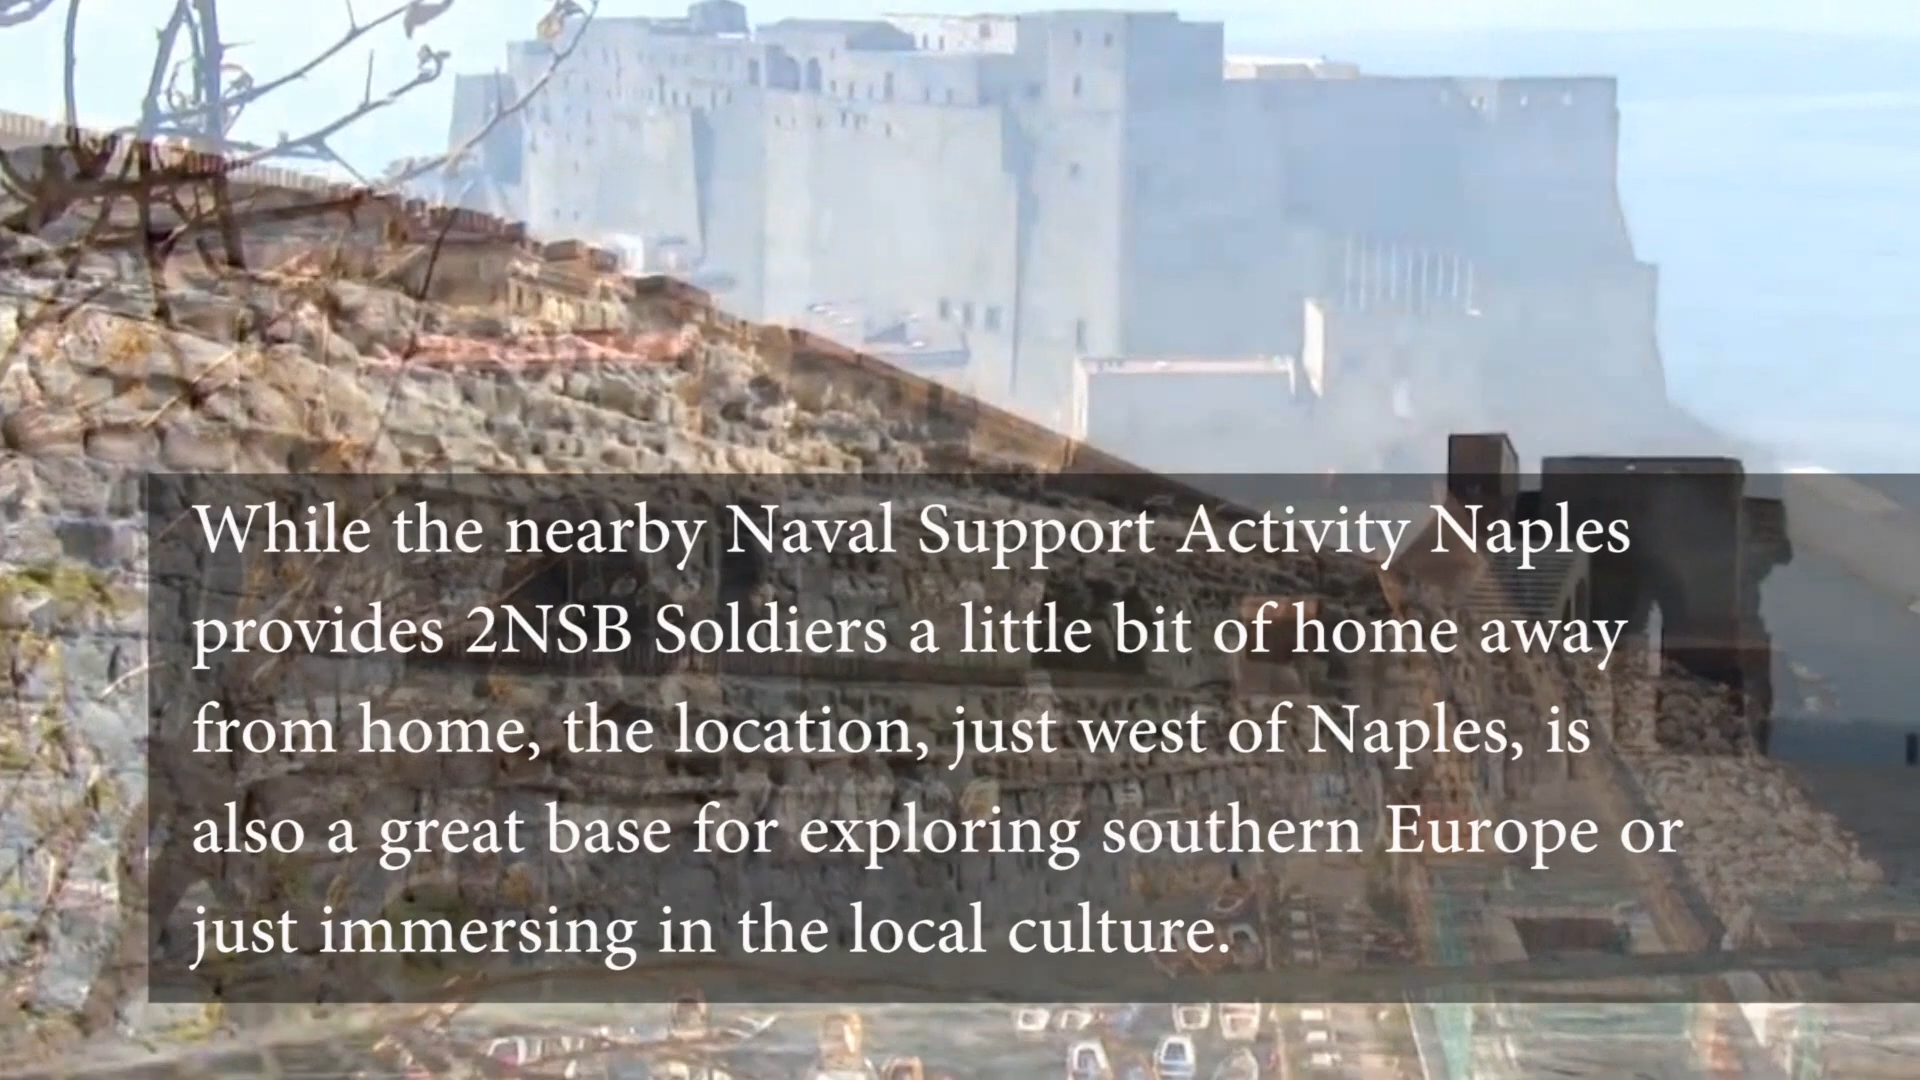 While the nearby Naval Support Activity Naples
provides 2NSB Soldiers a little bit of home away
from home, the location, just west of Naples, is
also a great base for exploring southern Europe or
just immersing in the local culture.